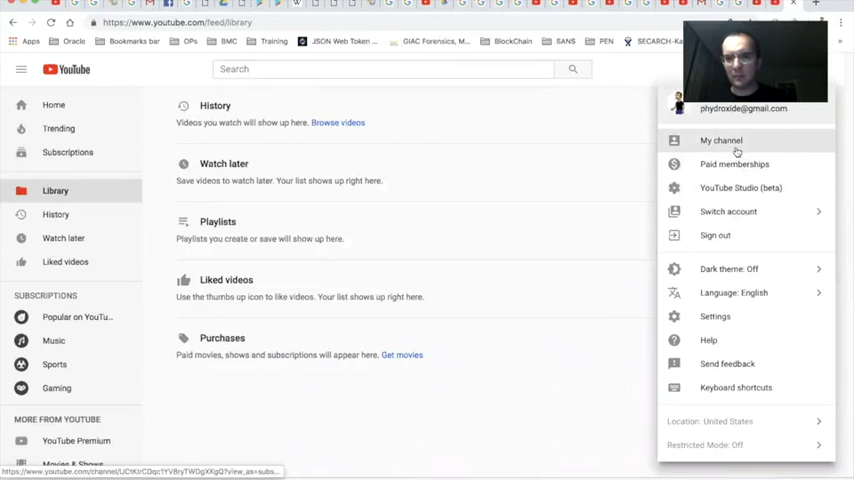 https://www.youtube.com/feed/library
Apps
Oracle
Bookmarks bar
OPs
BMC
Training
JSON Web Token ...
GIAC Forensics, M...
BlockChain
SANS
PEN
SECARCH-Ka
YouTube
Search
phydroxide@gmail.com
Home
Trending
Subscriptions
Library
History
Watch later
Liked videos
SUBSCRIPTIONS
Popular on YouTu...
Music
Sports
Gaming
MORE FROM YOUTUBE
YouTube Premium
Movies & Shows
History
Videos you watch will show up here. Browse videos
Watch later
Save videos to watch later. Your list shows up right here.
Playlists
Playlists you create or save will show up here.
Liked videos
Use the thumbs up icon to like videos. Your list shows up right here.
Purchases
Paid movies, shows and subscriptions will appear here. Get movies
My channel
Paid memberships
YouTube Studio (beta)
Switch account
Sign out
Dark theme: Off
Language: English
Settings
Help
Send feedback
Keyboard shortcuts
Location: United States
Restricted Mode: Off